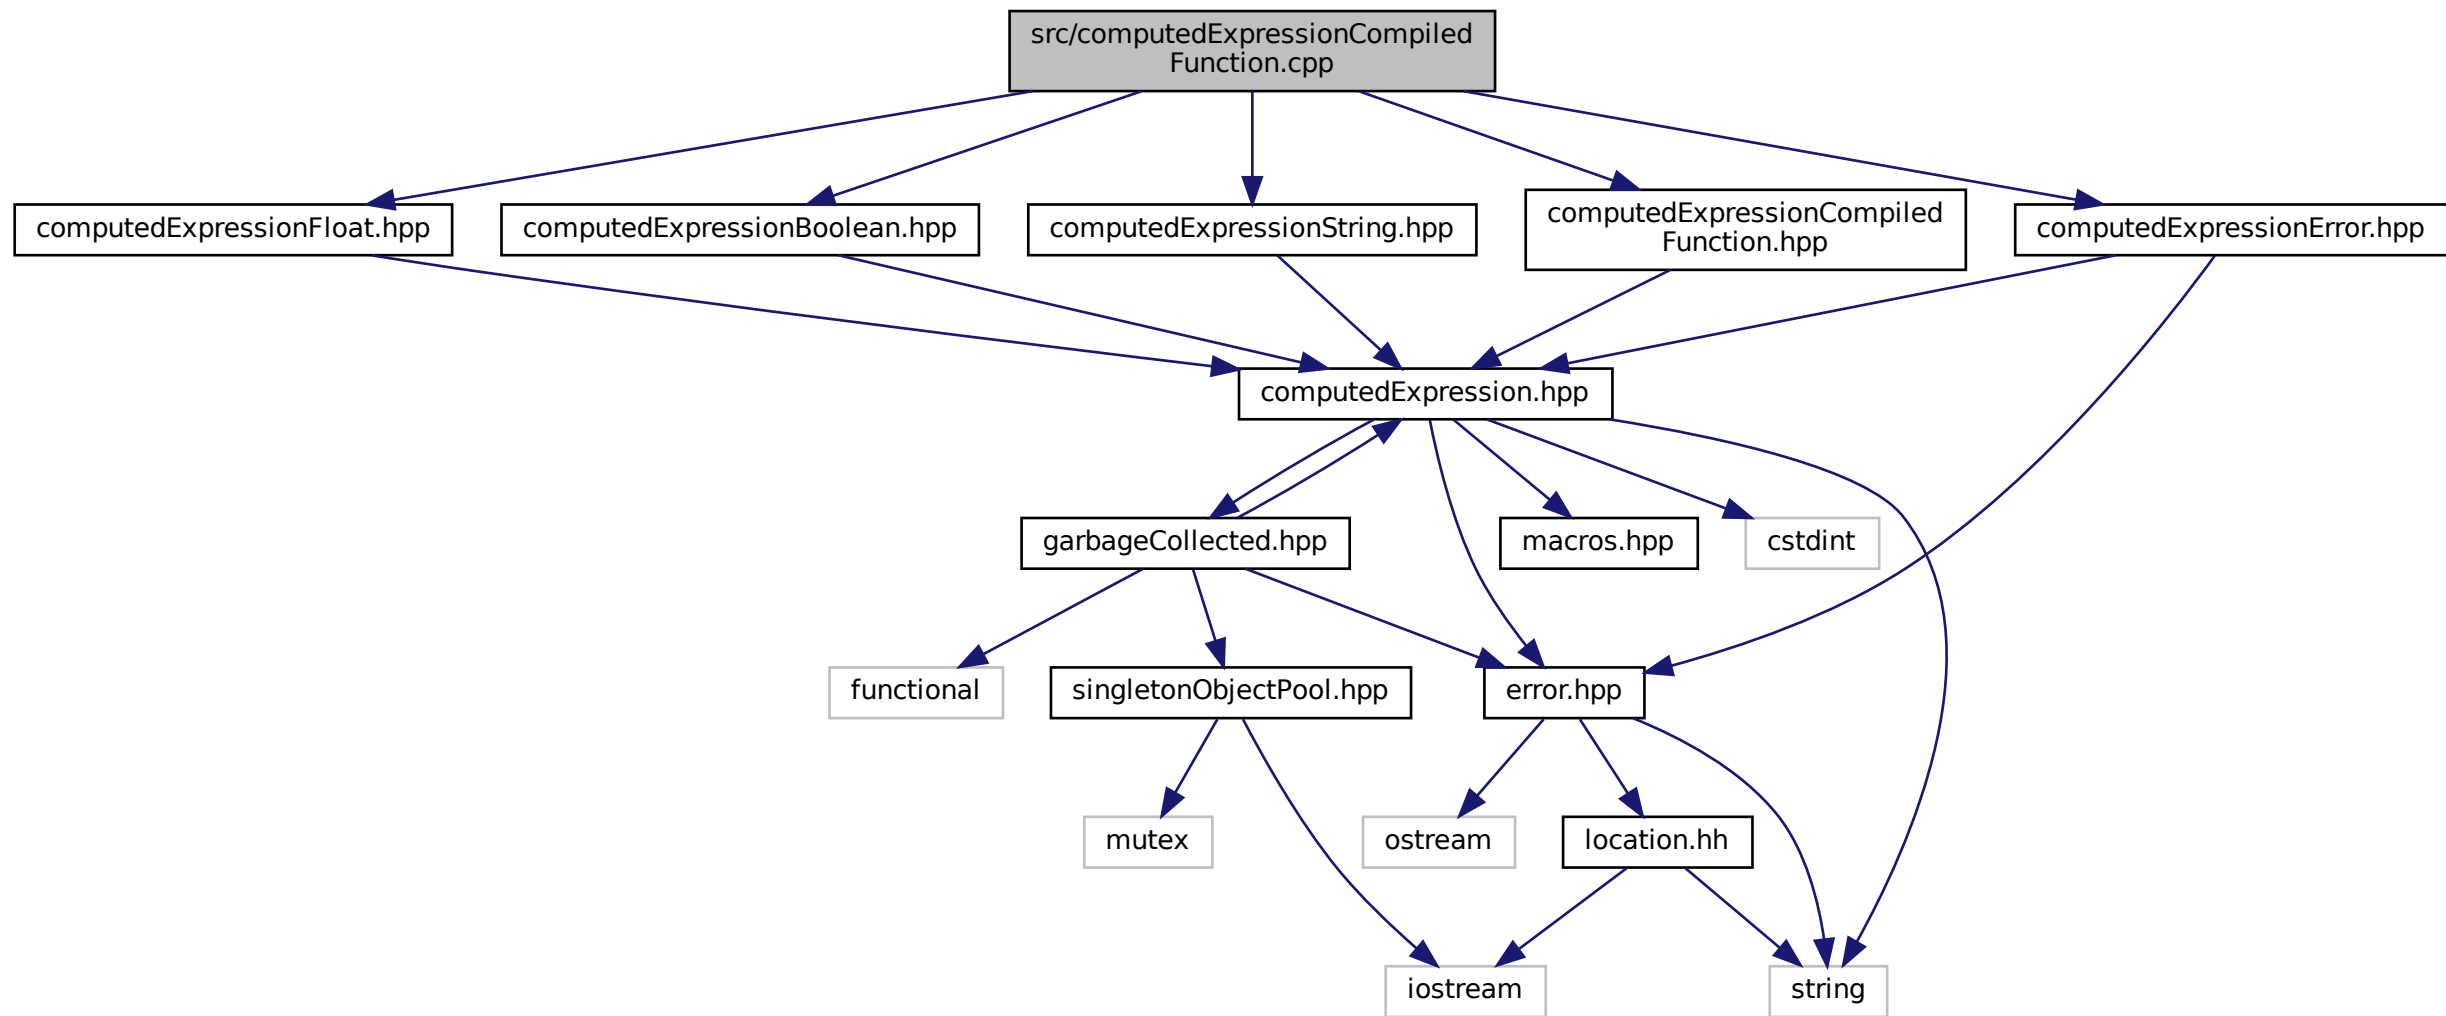 src/computedExpressionCompiled
Function.cpp
computedExpressionFloat.hpp
computedExpressionBoolean.hpp
computedExpressionString.hpp
computedExpressionCompiled
Function.hpp
computedExpressionError.hpp
computedExpression.hpp
garbageCollected.hpp
macros.hpp
cstdint
functional
singletonObjectPool.hpp
error.hpp
mutex
ostream
location.hh
iostream
string